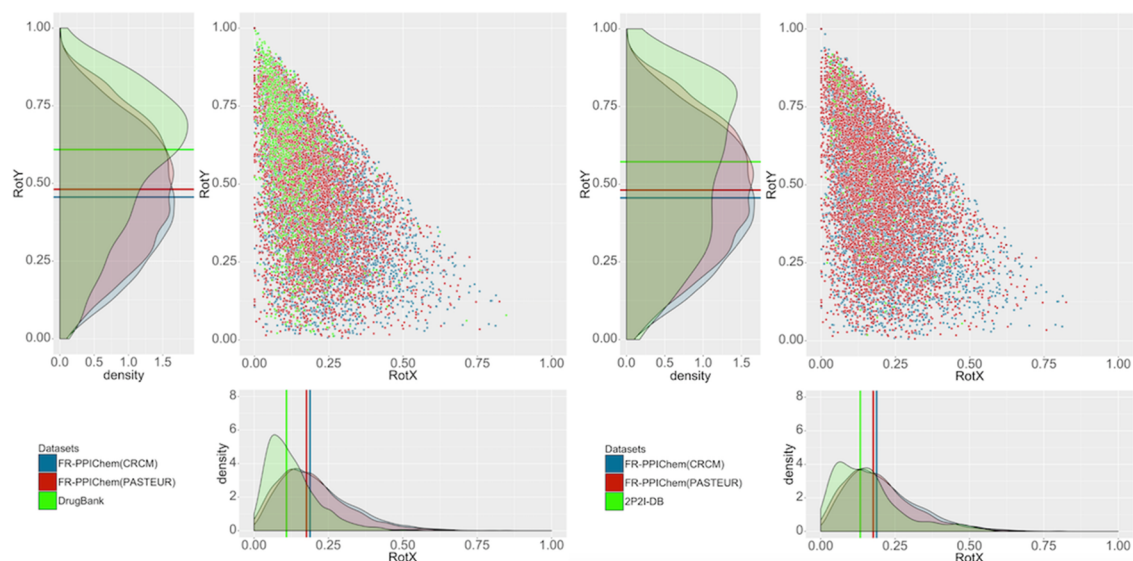 1.00
0.75
0.50
0.25
0.00
RotY
0.0 0.5 1.0 1.5
density
1.00
0.75
0.50
0.25
0.00
RotY
0.00 0.25 0.50 0.75 1.00
RotX
8
6
4
2
0
density
0.00 0.25 0.50 0.75 1.00
RotX
Datasets
FR-PPIChem(CRCM)
FR-PPIChem(PASTEUR)
DrugBank
1.00
0.75
0.50
0.25
0.00
RotY
0.0 0.5 1.0 1.5
density
1.00
0.75
0.50
0.25
0.00
RotY
0.00 0.25 0.50 0.75 1.00
RotX
8
6
4
2
0
density
0.00 0.25 0.50 0.75 1.00
RotX
Datasets
FR-PPIChem(CRCM)
FR-PPIChem(PASTEUR)
2P2I-DB